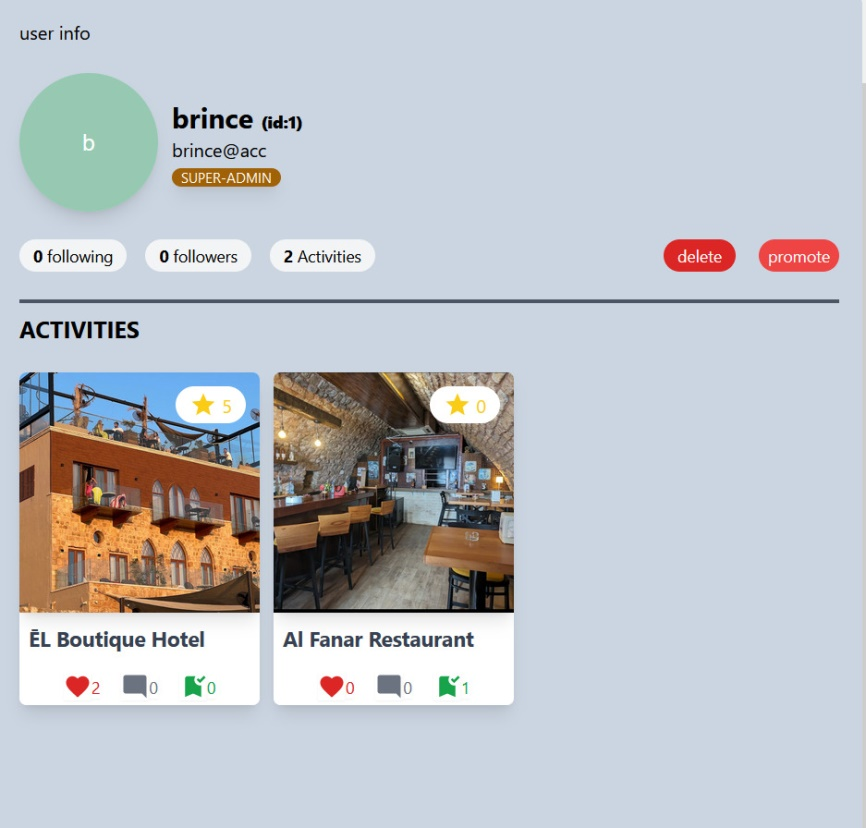 user info
b
brince (id:1)
brince@acc
SUPER-ADMIN
0 following 0 followers 2 Activities delete promote
ACTIVITIES
5 0
ĒL Boutique Hotel Al Fanar Restaurant
2 0 0 0 0 1